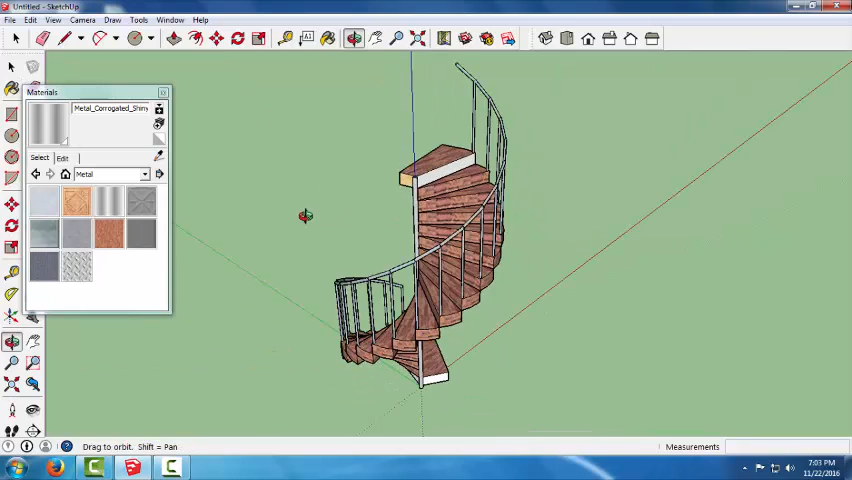 Untitled - SketchUp
File Edit View Camera Draw Tools Window Help
Materials
Metal_Corrogated_Shiny
Select Edit
Metal
Drag to orbit. Shift = Pan
Measurements
7:03 PM
11/22/2016